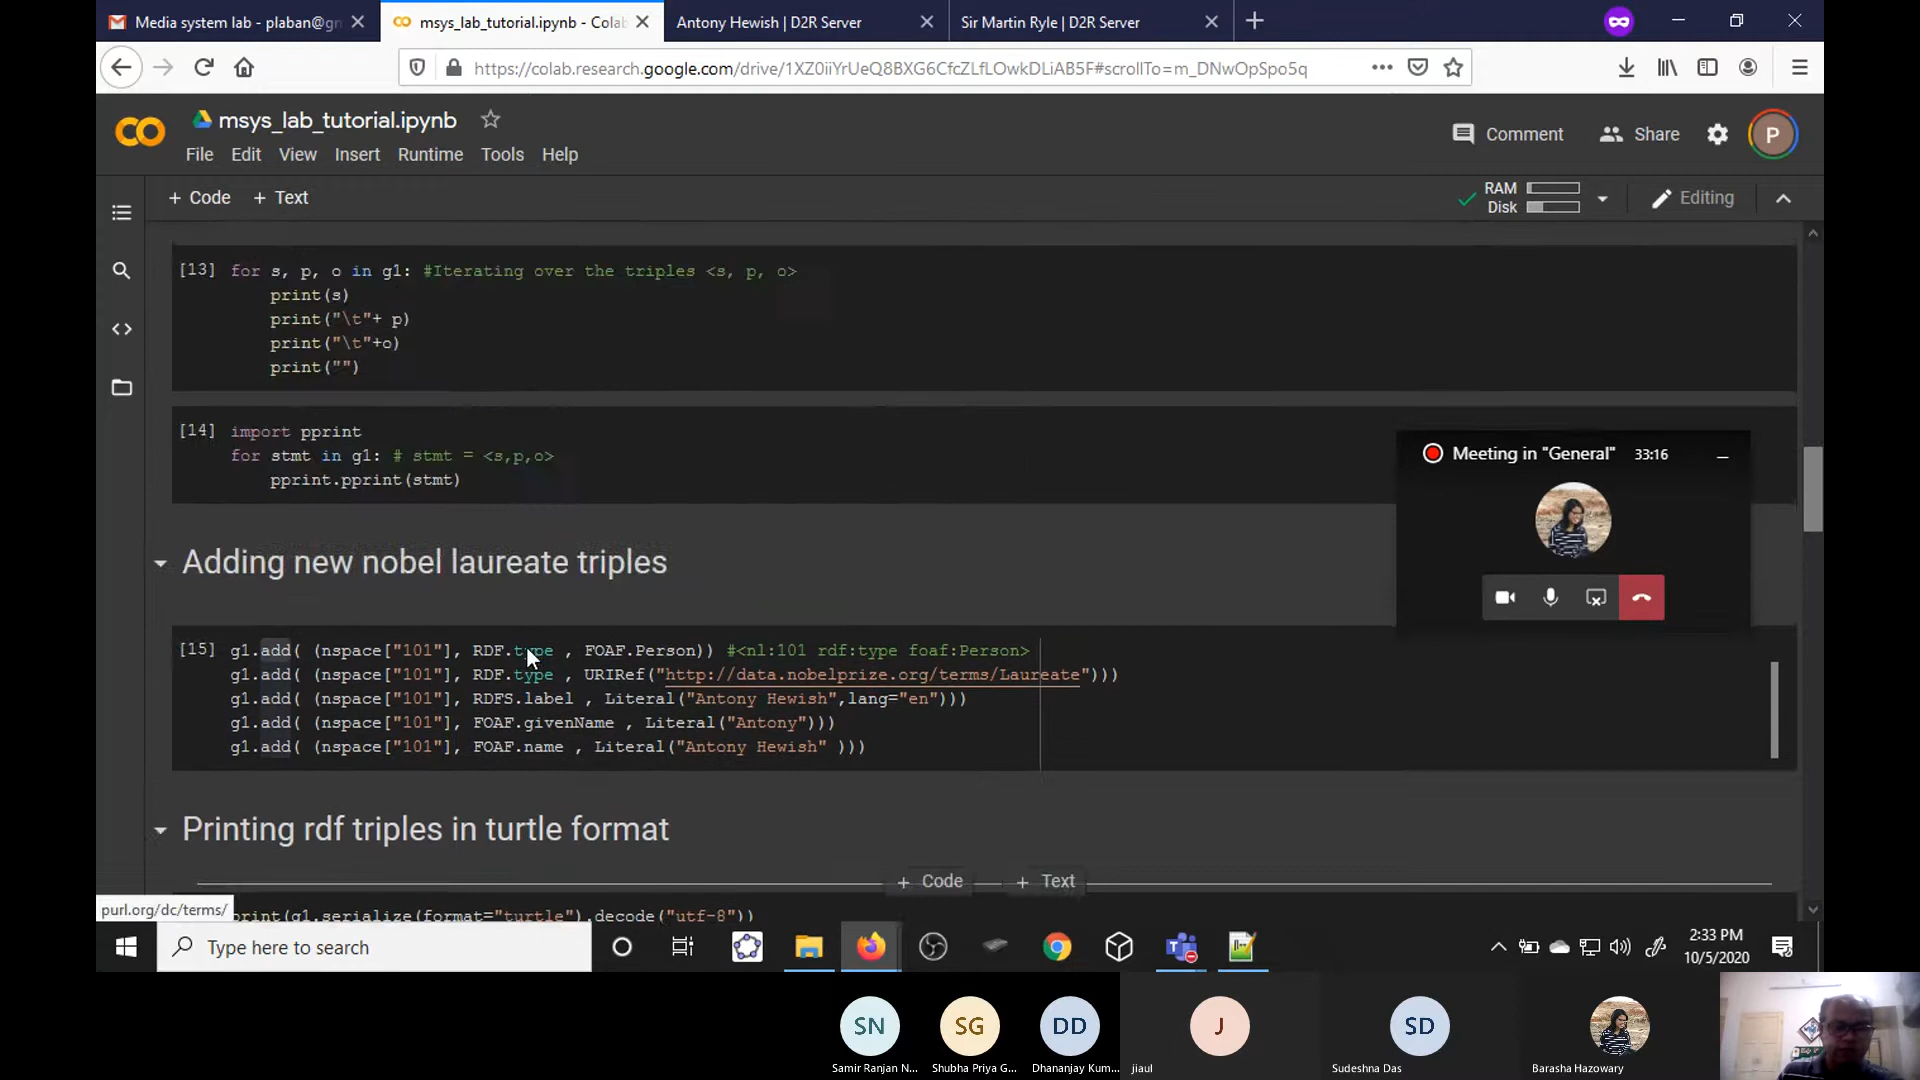 Media system lab - plaban@gm
msys_lab_tutorial.ipynb - Colab
Antony Hewish | D2R Server
Sir Martin Ryle | D2R Server
https://colab.research.google.com/drive/1XZ0iiYrUeQ8BXG6CfcZLfLOwkDLiAB5F#scrollTo=m_DNwOpSpo5q
msys_lab_tutorial.ipynb
Comment
Share
P
File Edit View Insert Runtime Tools Help
+ Code + Text
RAM
Disk
Editing
[13] for s, p, o in g1: #Iterating over the triples <s, p, o>
print(s)
print("\t"+ p)
print("\t"+o)
print("")
[14] import pprint
for stmt in g1: # stmt = <s,p,o>
pprint.pprint(stmt)
Meeting in "General" 33:16
Adding new nobel laureate triples
[15] g1.add( (nspace["101"], RDF.type , FOAF.Person)) #<nl:101 rdf:type foaf:Person>
g1.add( (nspace["101"], RDF.type , URIRef("http://data.nobelprize.org/terms/Laureate")))
g1.add( (nspace["101"], RDFS.label , Literal("Antony Hewish",lang="en")))
g1.add( (nspace["101"], FOAF.givenName , Literal("Antony")))
g1.add( (nspace["101"], FOAF.name , Literal("Antony Hewish" )))
Printing rdf triples in turtle format
+ Code + Text
purl.org/dc/terms/
print(g1.serialize(format="turtle").decode("utf-8"))
Type here to search
2:33 PM
10/5/2020
SN
SG
DD
J
SD
Samir Ranjan N...
Shubha Priya G...
Dhananjay Kum...
jiaul
Sudeshna Das
Barasha Hazowary